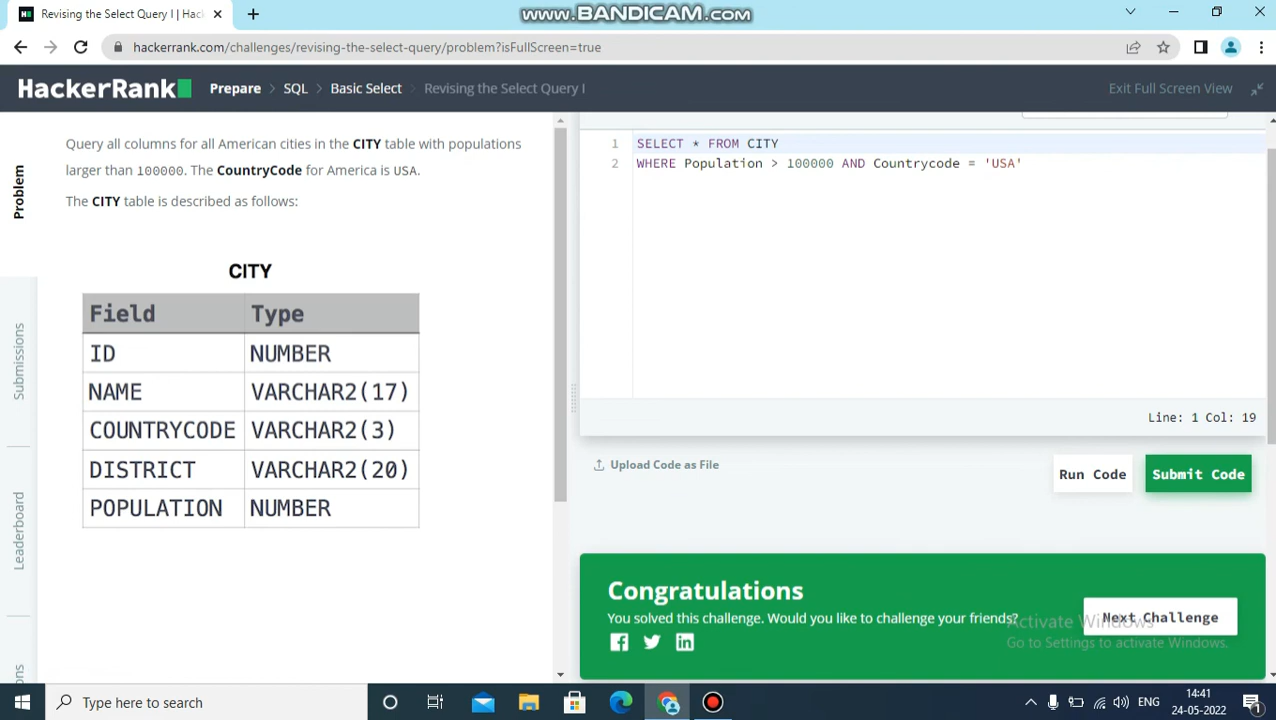 Revising the Select Query I | Hac
www.BANDICAM.com
hackerrank.com/challenges/revising-the-select-query/problem?isFullScreen=true
HackerRank
Prepare > SQL > Basic Select > Revising the Select Query I
Exit Full Screen View
Problem
Submissions
Leaderboard
Query all columns for all American cities in the CITY table with populations
larger than 100000. The CountryCode for America is USA.
The CITY table is described as follows:
CITY
Field Type
ID NUMBER
NAME VARCHAR2(17)
COUNTRYCODE VARCHAR2(3)
DISTRICT VARCHAR2(20)
POPULATION NUMBER
1 SELECT * FROM CITY
2 WHERE Population > 100000 AND Countrycode = 'USA'
Line: 1 Col: 19
Upload Code as File
Run Code
Submit Code
Congratulations
You solved this challenge. Would you like to challenge your friends?
Next Challenge
Activate Windows
Go to Settings to activate Windows.
Type here to search
ENG
14:41
24-05-2022
1